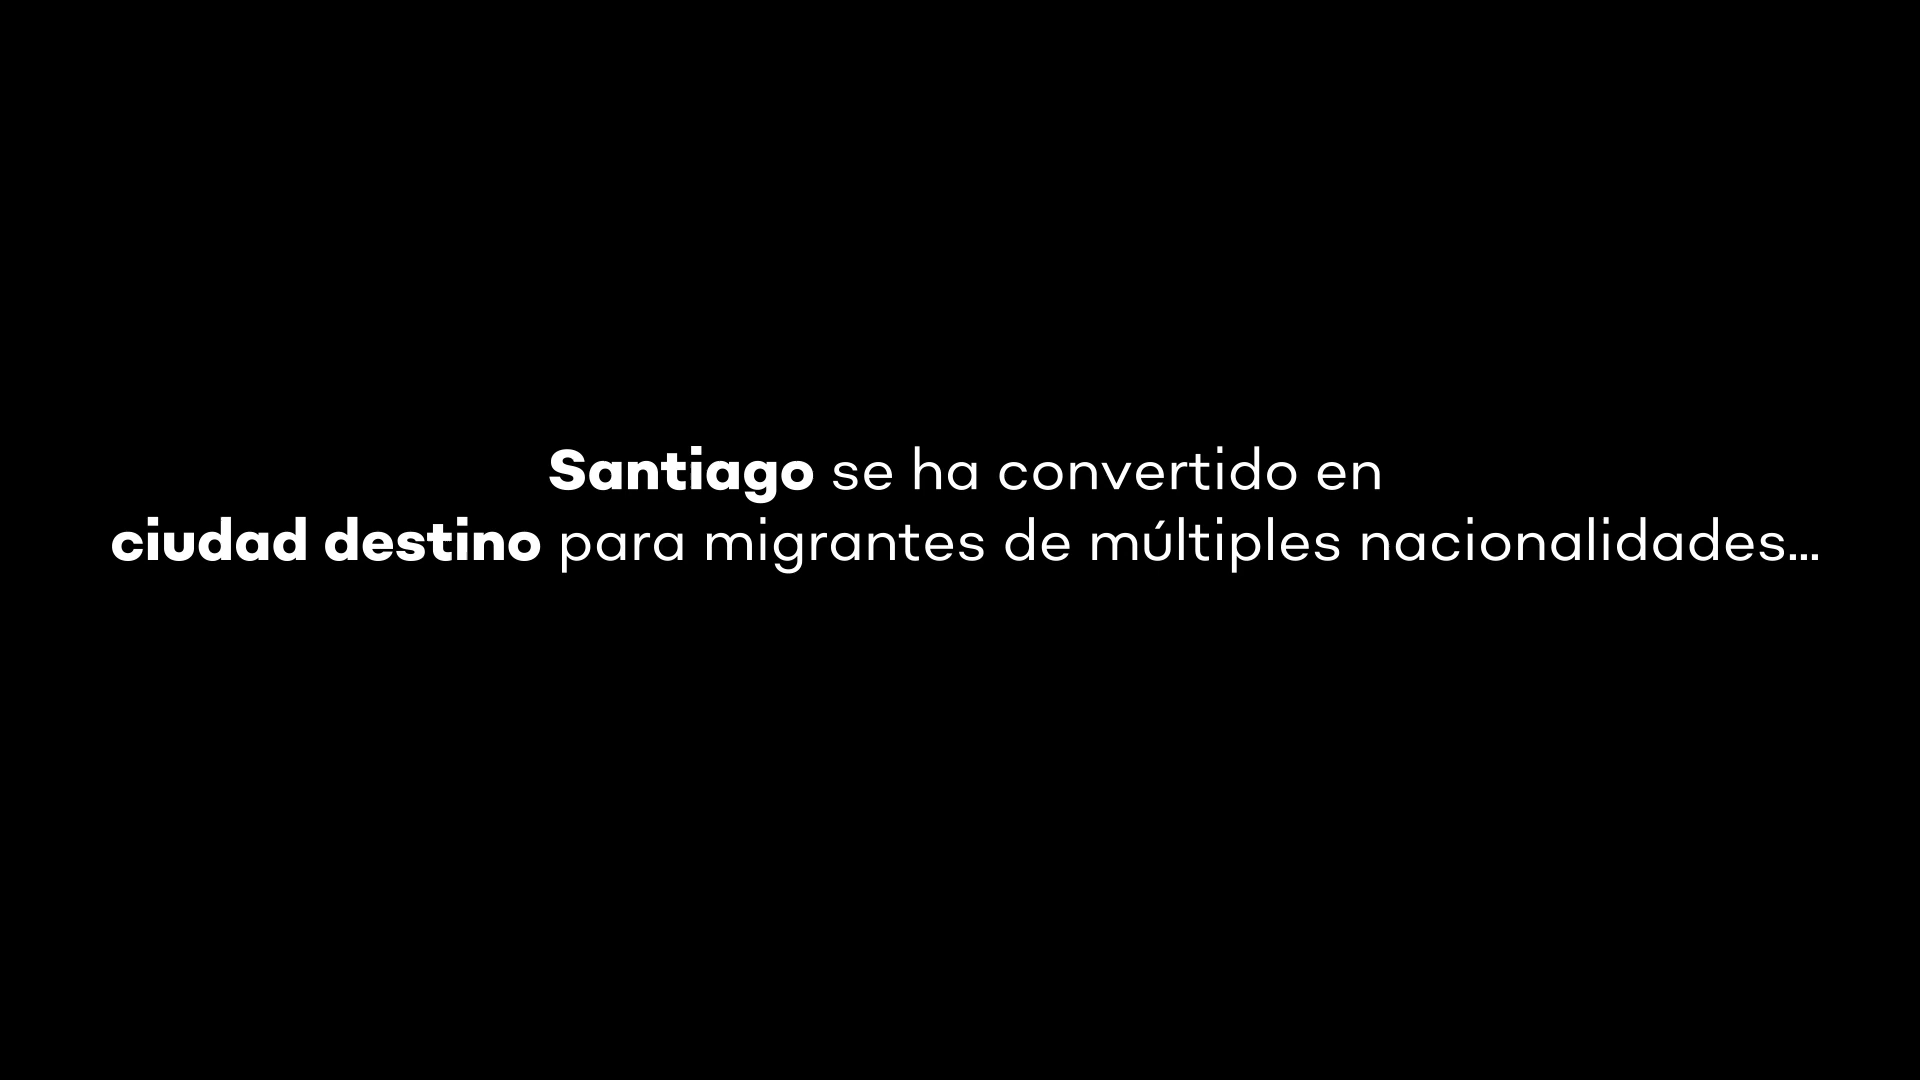 Santiago se ha convertido en
ciudad destino para migrantes de múltiples nacionalidades...